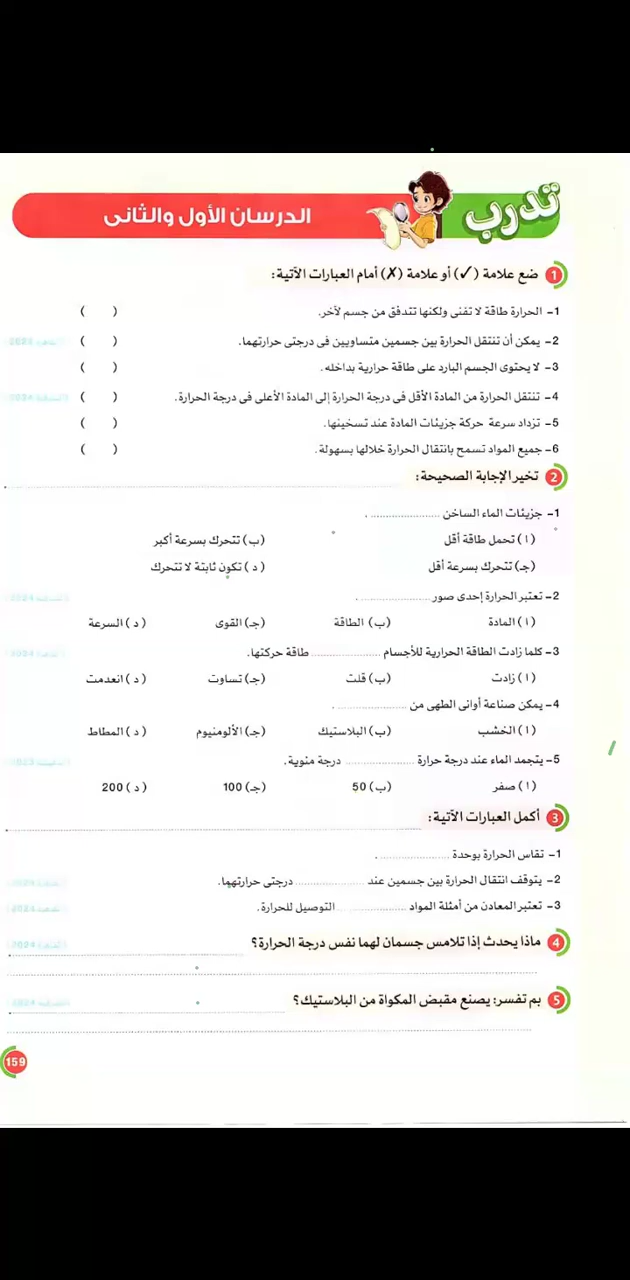 تدرب
الدرسان الأول والثانى
1 ضع علامة (✓) أو علامة (✗) أمام العبارات الآتية:
1- الحرارة طاقة لا تفنى ولكنها تتدفق من جسم لآخر. ( )
2- يمكن أن تنتقل الحرارة بين جسمين متساويين فى درجتى حرارتهما. ( )
3- لا يحتوى الجسم البارد على طاقة حرارية بداخله. ( )
4- تنتقل الحرارة من المادة الأقل فى درجة الحرارة إلى المادة الأعلى فى درجة الحرارة. ( ) 2024
5- تزداد سرعة حركة جزيئات المادة عند تسخينها. ( )
6- جميع المواد تسمح بانتقال الحرارة خلالها بسهولة. ( )
2 تخير الإجابة الصحيحة:
1- جزيئات الماء الساخن .................... .
(ا) تحمل طاقة أقل (ب) تتحرك بسرعة أكبر
(جـ) تتحرك بسرعة أقل (د) تكون ثابتة لا تتحرك
2- تعتبر الحرارة إحدى صور .................... . 2024
(ا) المادة (ب) الطاقة (جـ) القوى (د) السرعة
3- كلما زادت الطاقة الحرارية للأجسام .................... طاقة حركتها. 2024
(ا) زادت (ب) قلت (جـ) تساوت (د) انعدمت
4- يمكن صناعة أوانى الطهى من .................... .
(ا) الخشب (ب) البلاستيك (جـ) الألومنيوم (د) المطاط
5- يتجمد الماء عند درجة حرارة .................... درجة مئوية. 2023
(ا) صفر (ب) 50 (جـ) 100 (د) 200
3 أكمل العبارات الآتية:
1- تقاس الحرارة بوحدة .................... .
2- يتوقف انتقال الحرارة بين جسمين عند .................... درجتى حرارتهما. 2024
3- تعتبر المعادن من أمثلة المواد .................... التوصيل للحرارة. 2024
4 ماذا يحدث إذا تلامس جسمان لهما نفس درجة الحرارة؟ 2024
5 بم تفسر: يصنع مقبض المكواة من البلاستيك؟ 2024
159